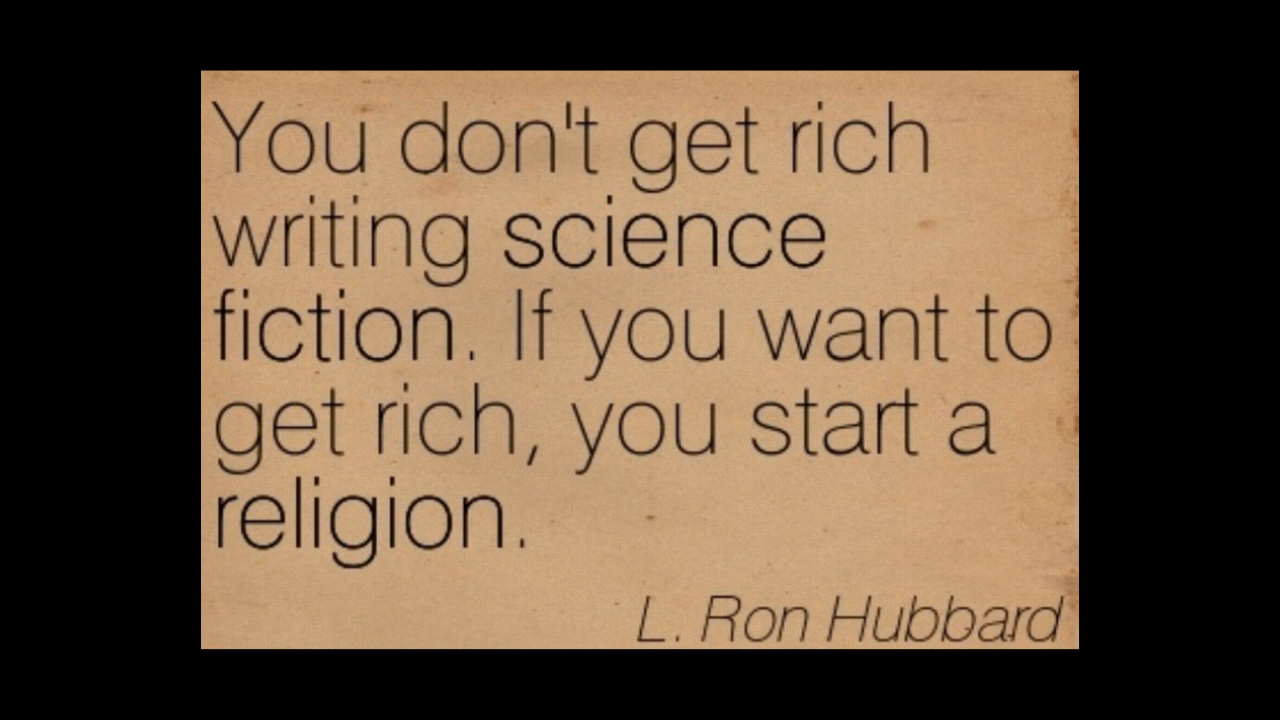 You don't get rich
writing science
fiction. If you want to
get rich, you start a
religion.
L. Ron Hubbard